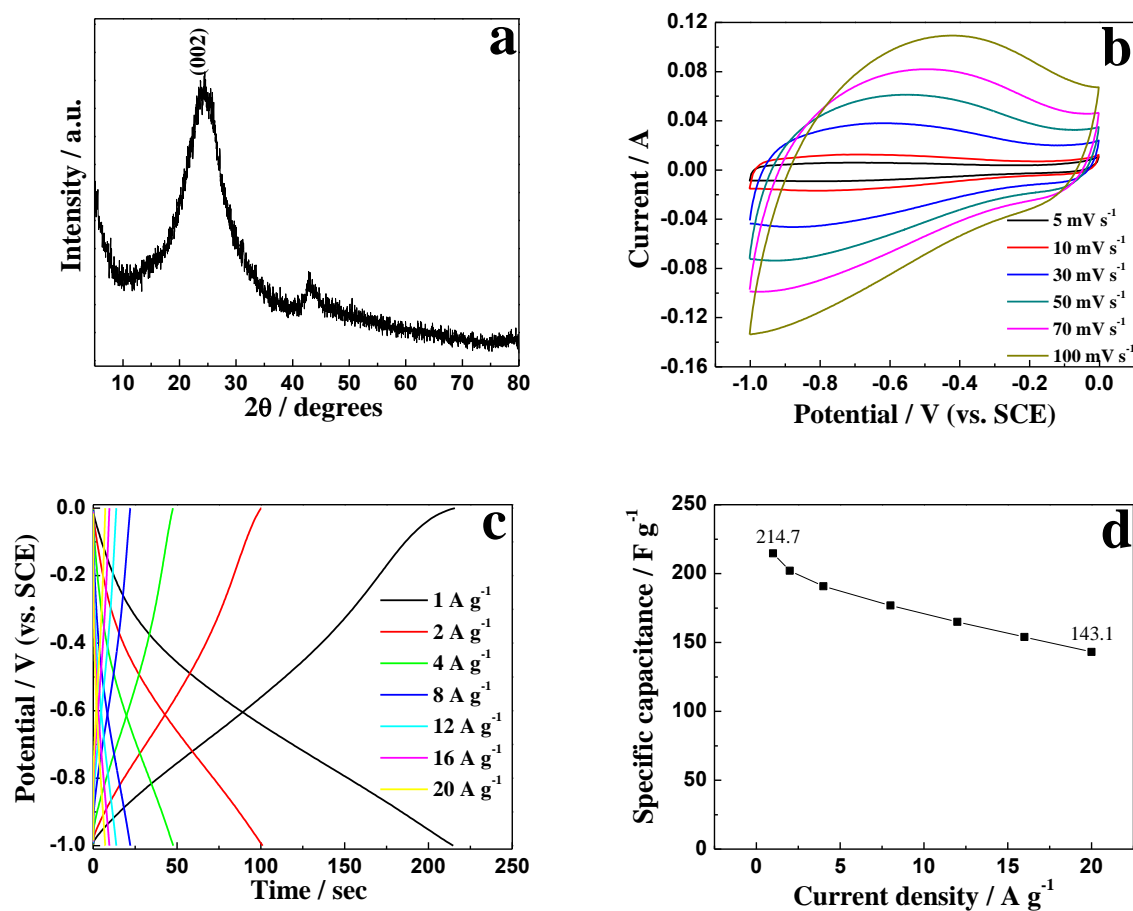 a
(002)
Intensity / a.u.
10 20 30 40 50 60 70 80
2θ / degrees
b
0.12
0.08
0.04
0.00
-0.04
-0.08
-0.12
-0.16
Current / A
5 mV s⁻¹
10 mV s⁻¹
30 mV s⁻¹
50 mV s⁻¹
70 mV s⁻¹
100 mV s⁻¹
-1.0 -0.8 -0.6 -0.4 -0.2 0.0
Potential / V (vs. SCE)
c
0.0
-0.2
-0.4
-0.6
-0.8
-1.0
Potential / V (vs. SCE)
1 A g⁻¹
2 A g⁻¹
4 A g⁻¹
8 A g⁻¹
12 A g⁻¹
16 A g⁻¹
20 A g⁻¹
0 50 100 150 200 250
Time / sec
d
250
200
150
100
50
0
Specific capacitance / F g⁻¹
214.7
143.1
0 5 10 15 20
Current density / A g⁻¹